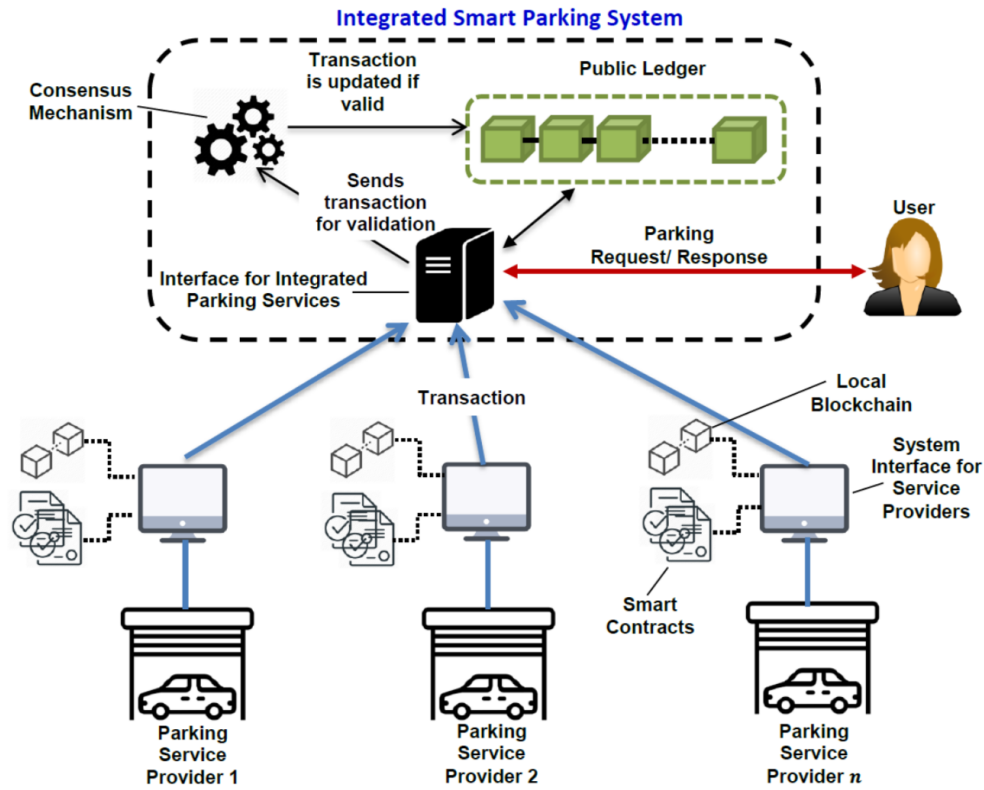 Integrated Smart Parking System
Transaction
is updated if
valid
Public Ledger
Consensus
Mechanism
Sends
transaction
for validation
User
Parking
Request/ Response
Interface for Integrated
Parking Services
Transaction
Local
Blockchain
System
Interface for
Service
Providers
Smart
Contracts
Parking
Service
Provider 1
Parking
Service
Provider 2
Parking
Service
Provider n